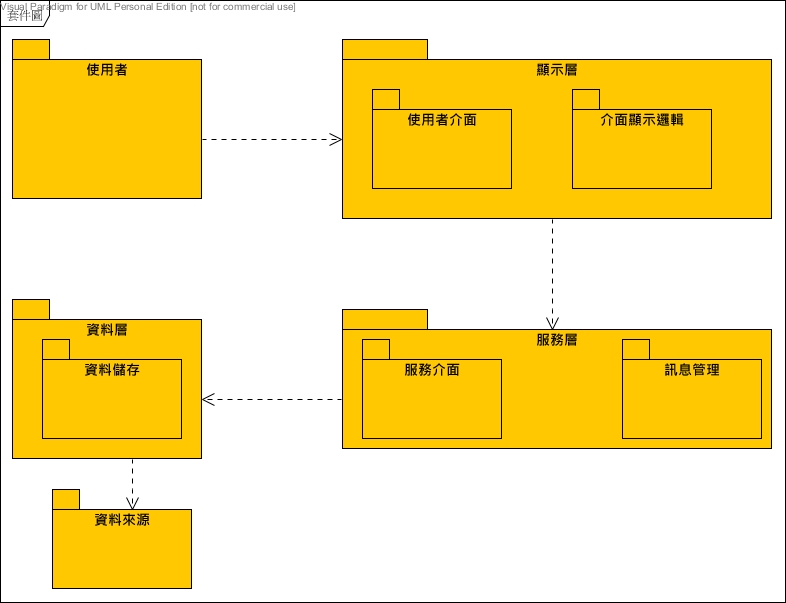 Visual Paradigm for UML Personal Edition [not for commercial use]
套件圖
使用者
顯示層
使用者介面
介面顯示邏輯
資料層
資料儲存
服務層
服務介面
訊息管理
資料來源